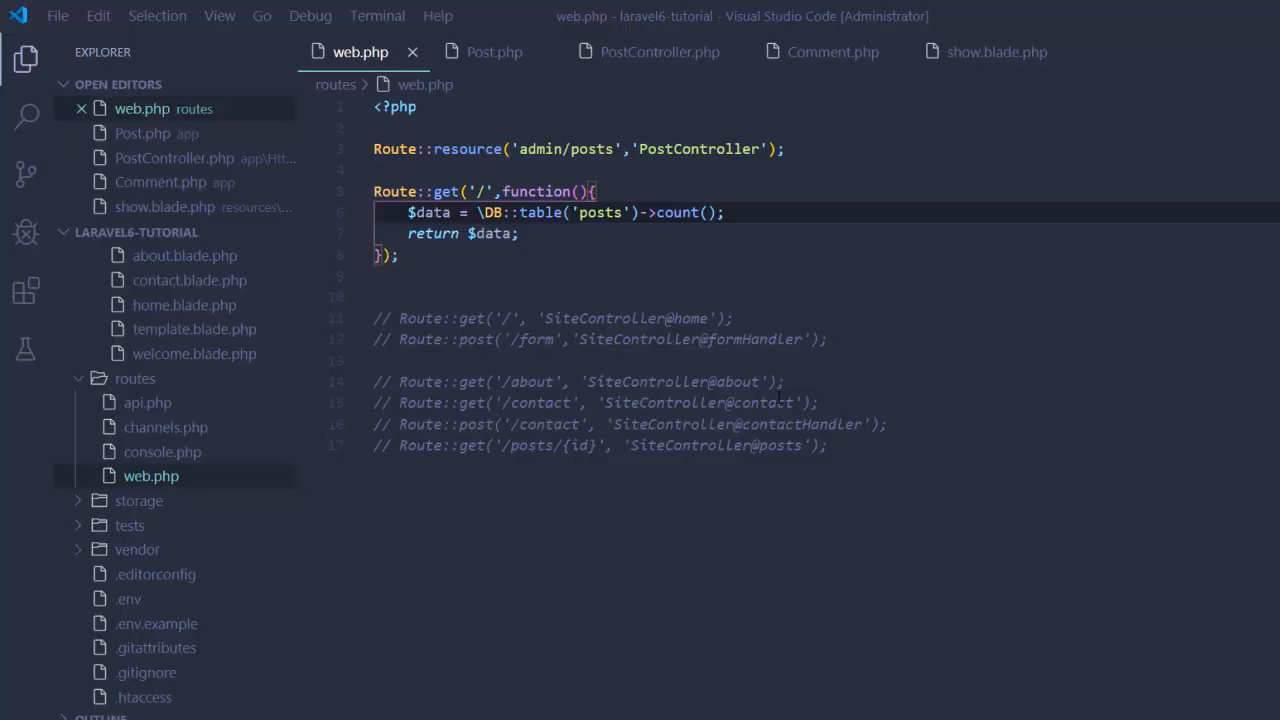 File Edit Selection View Go Debug Terminal Help web.php - laravel6-tutorial - Visual Studio Code [Administrator]
EXPLORER
OPEN EDITORS
web.php routes
Post.php app
PostController.php app\Htt...
Comment.php app
show.blade.php resources\...
LARAVEL6-TUTORIAL
about.blade.php
contact.blade.php
home.blade.php
template.blade.php
welcome.blade.php
routes
api.php
channels.php
console.php
web.php
storage
tests
vendor
.editorconfig
.env
.env.example
.gitattributes
.gitignore
.htaccess
OUTLINE
web.php Post.php PostController.php Comment.php show.blade.php
routes web.php
1 <?php
2
3 Route::resource('admin/posts','PostController');
4
5 Route::get('/',function(){
6 $data = \DB::table('posts')->count();
7 return $data;
8 });
9
10
11 // Route::get('/', 'SiteController@home');
12 // Route::post('/form','SiteController@formHandler');
13
14 // Route::get('/about', 'SiteController@about');
15 // Route::get('/contact', 'SiteController@contact');
16 // Route::post('/contact', 'SiteController@contactHandler');
17 // Route::get('/posts/{id}', 'SiteController@posts');